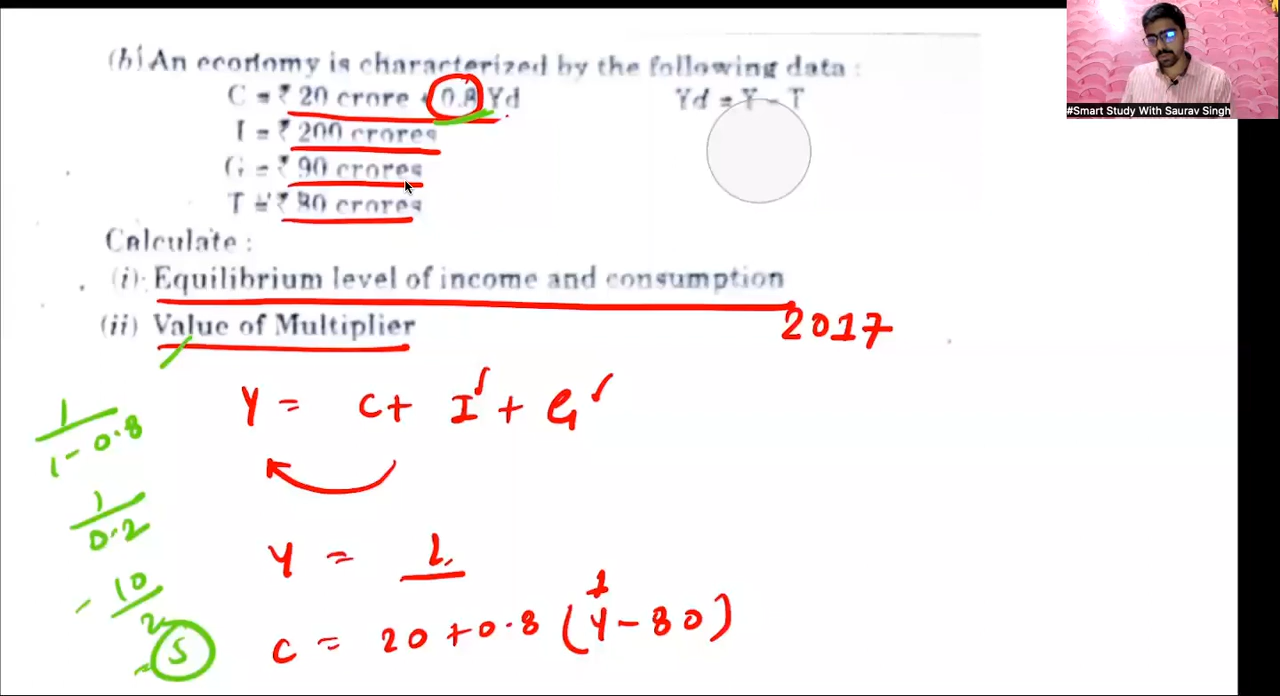 (b) An economy is characterized by the following data :
C = ₹ 20 crore + 0.8 Yd Yd = Y - T
I = ₹ 200 crores
G = ₹ 90 crores
T = ₹ 80 crores
Calculate :
(i) Equilibrium level of income and consumption
(ii) Value of Multiplier
2017
Y = C + I + G
1/1-0.8
1/0.2
10/2
5
Y = 1
C = 20 + 0.8 (Y - 80)
#Smart Study With Saurav Singh